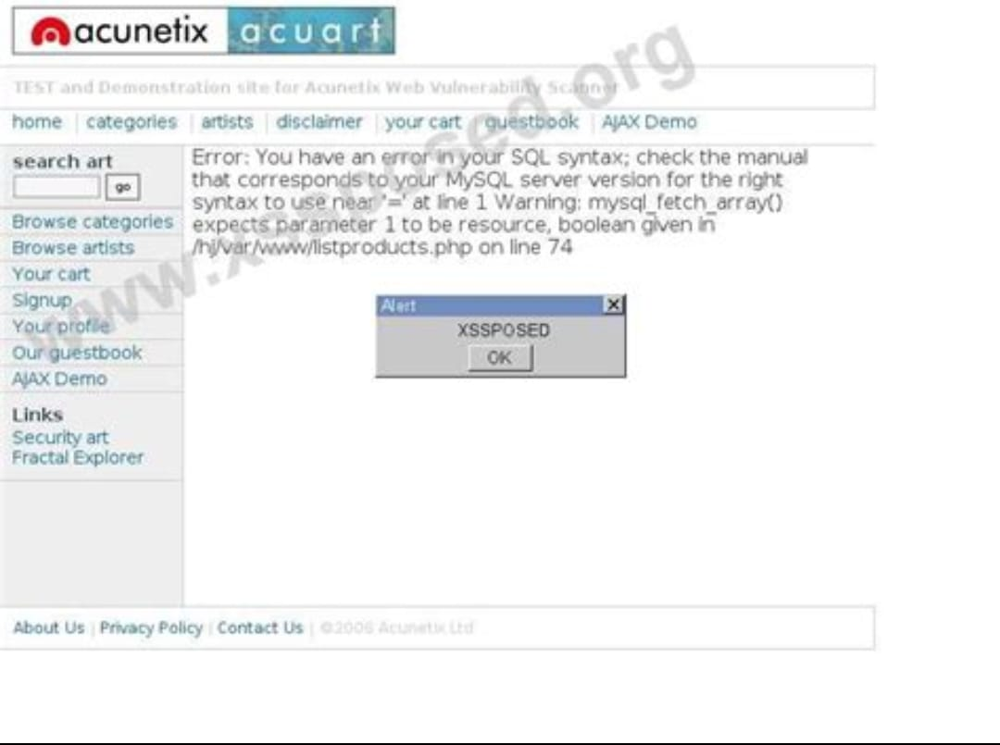 acunetix acuart
TEST and Demonstration site for Acunetix Web Vulnerability Scanner
home | categories | artists | disclaimer | your cart | guestbook | AJAX Demo
search art
go
Browse categories
Browse artists
Your cart
Signup
Your profile
Our guestbook
AJAX Demo
Links
Security art
Fractal Explorer
Error: You have an error in your SQL syntax; check the manual
that corresponds to your MySQL server version for the right
syntax to use near '=' at line 1 Warning: mysql_fetch_array()
expects parameter 1 to be resource, boolean given in
/hj/var/www/listproducts.php on line 74
Alert
XSSPOSED
OK
www.xssposed.org
About Us | Privacy Policy | Contact Us | ©2006 Acunetix Ltd